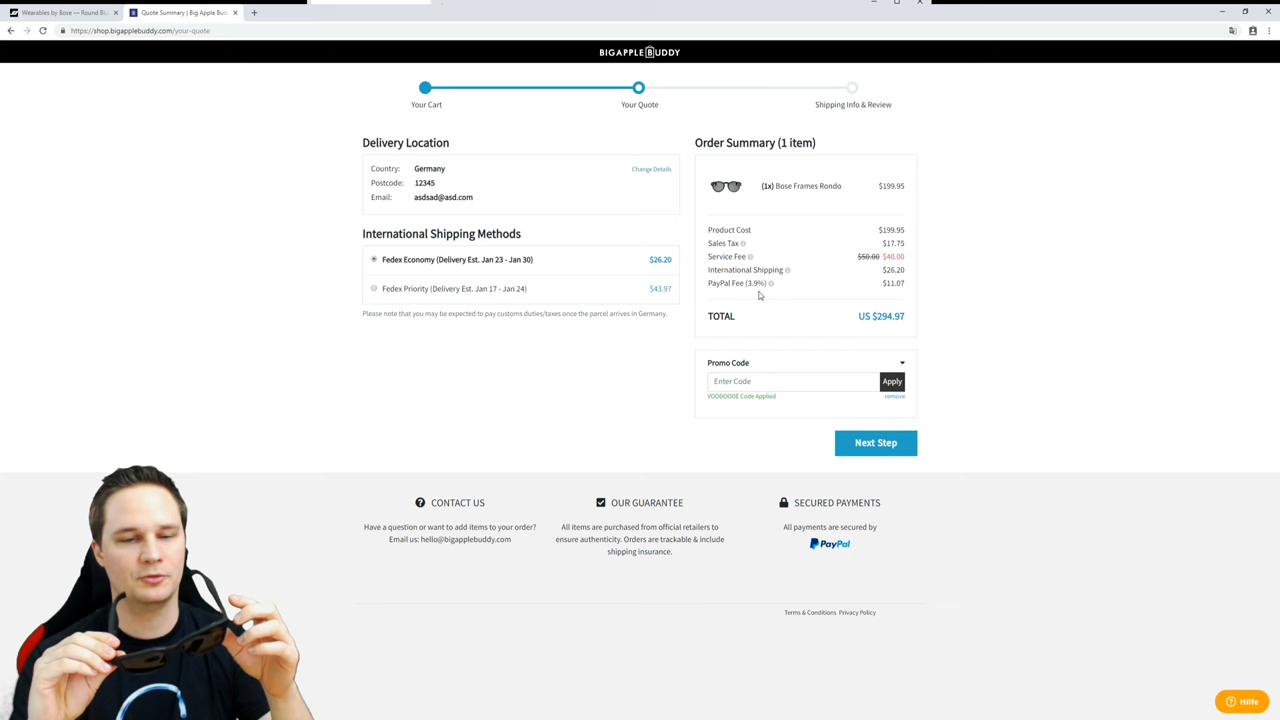 Wearables by Bose — Round Bl
Quote Summary | Big Apple Bud
https://shop.bigapplebuddy.com/your-quote
BIGAPPLEBUDDY
Your Cart
Your Quote
Shipping Info & Review
Delivery Location
Country: Germany
Change Details
Postcode: 12345
Email: asdsad@asd.com
International Shipping Methods
Fedex Economy (Delivery Est. Jan 23 - Jan 30) $26.20
Fedex Priority (Delivery Est. Jan 17 - Jan 24) $43.97
Please note that you may be expected to pay customs duties/taxes once the parcel arrives in Germany.
Order Summary (1 item)
(1x) Bose Frames Rondo $199.95
Product Cost $199.95
Sales Tax $17.75
Service Fee $50.00 $40.00
International Shipping $26.20
PayPal Fee (3.9%) $11.07
TOTAL US $294.97
Promo Code
Enter Code Apply
VOODOOOE Code Applied remove
Next Step
CONTACT US
Have a question or want to add items to your order?
Email us: hello@bigapplebuddy.com
OUR GUARANTEE
All items are purchased from official retailers to
ensure authenticity. Orders are trackable & include
shipping insurance.
SECURED PAYMENTS
All payments are secured by
PayPal
Terms & Conditions Privacy Policy
Hilfe